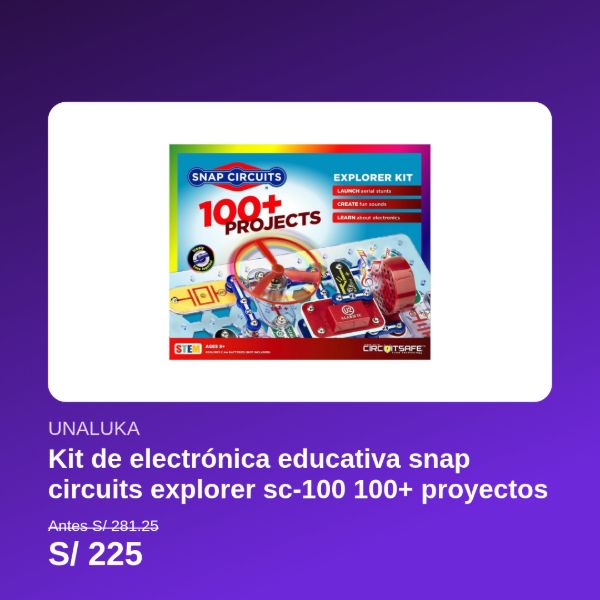 SNAP CIRCUITS
100+
PROJECTS
EXPLORER KIT
LAUNCH aerial stunts
CREATE fun sounds
LEARN about electronics
STEM
AGES 8+
CIRCUITSAFE
UNALUKA
Kit de electrónica educativa snap
circuits explorer sc-100 100+ proyectos
Antes S/ 281.25
S/ 225